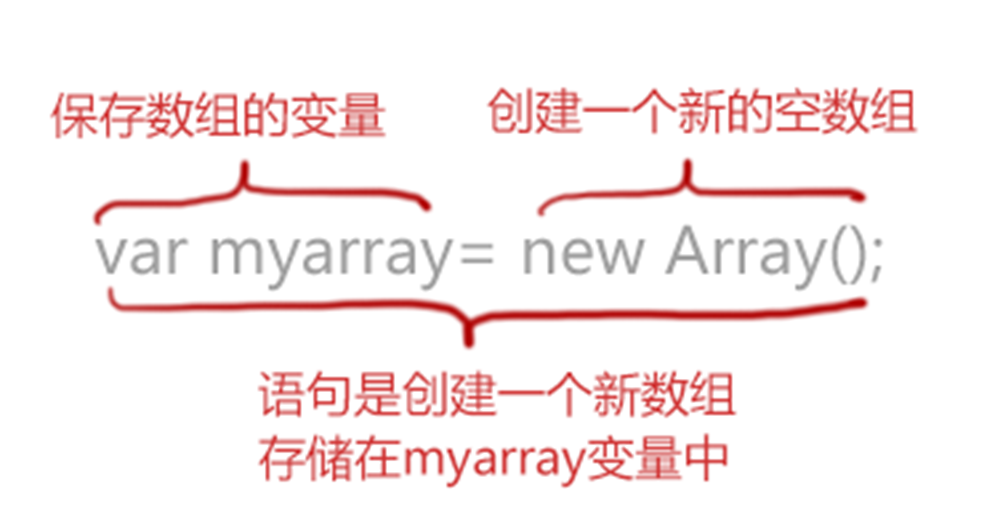 保存数组的变量
创建一个新的空数组
var myarray= new Array();
语句是创建一个新数组
存储在myarray变量中